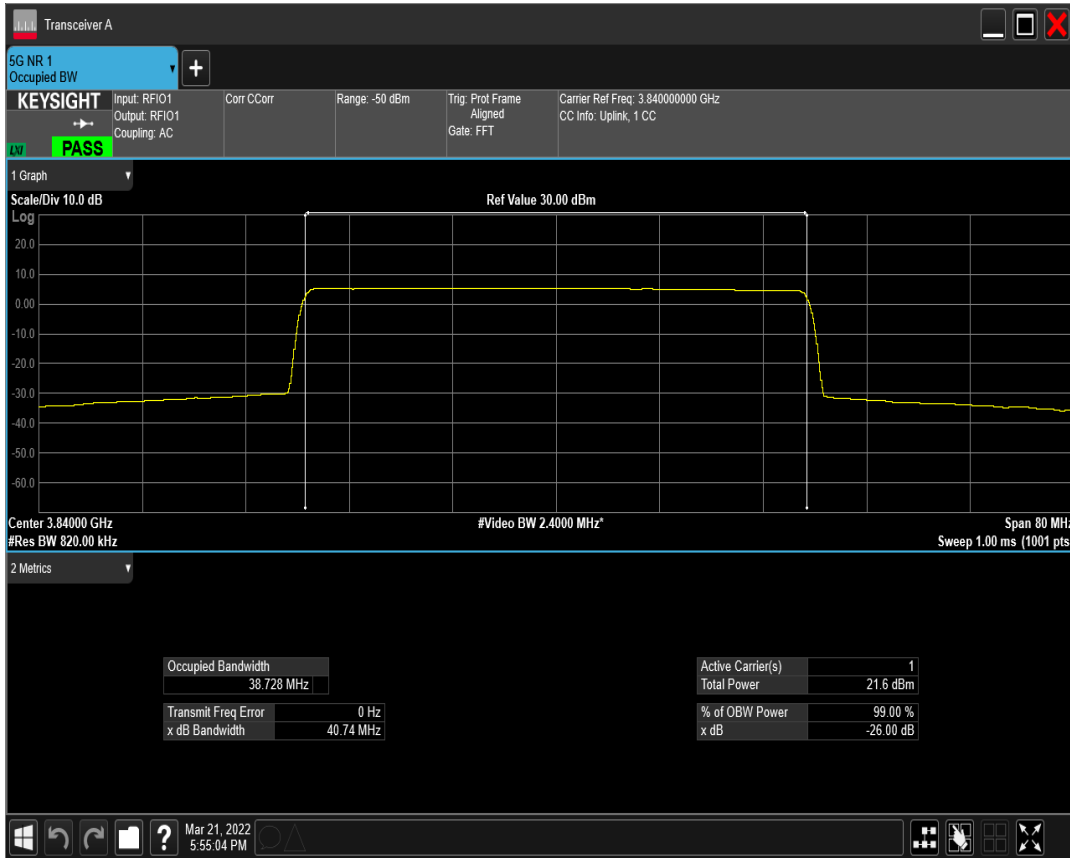 Transceiver A
5G NR 1
Occupied BW
KEYSIGHT
LXI
PASS
Input: RFIO1
Output: RFIO1
Coupling: AC
Corr CCorr
Range: -50 dBm
Trig: Prot Frame
Aligned
Gate: FFT
Carrier Ref Freq: 3.840000000 GHz
CC Info: Uplink, 1 CC
1 Graph
Scale/Div 10.0 dB
Ref Value 30.00 dBm
Log
20.0
10.0
0.00
-10.0
-20.0
-30.0
-40.0
-50.0
-60.0
Center 3.84000 GHz
#Video BW 2.4000 MHz*
Span 80 MHz
#Res BW 820.00 kHz
Sweep 1.00 ms (1001 pts
2 Metrics
Occupied Bandwidth
38.728 MHz
Transmit Freq Error 0 Hz
x dB Bandwidth 40.74 MHz
Active Carrier(s) 1
Total Power 21.6 dBm
% of OBW Power 99.00 %
x dB -26.00 dB
Mar 21, 2022
5:55:04 PM